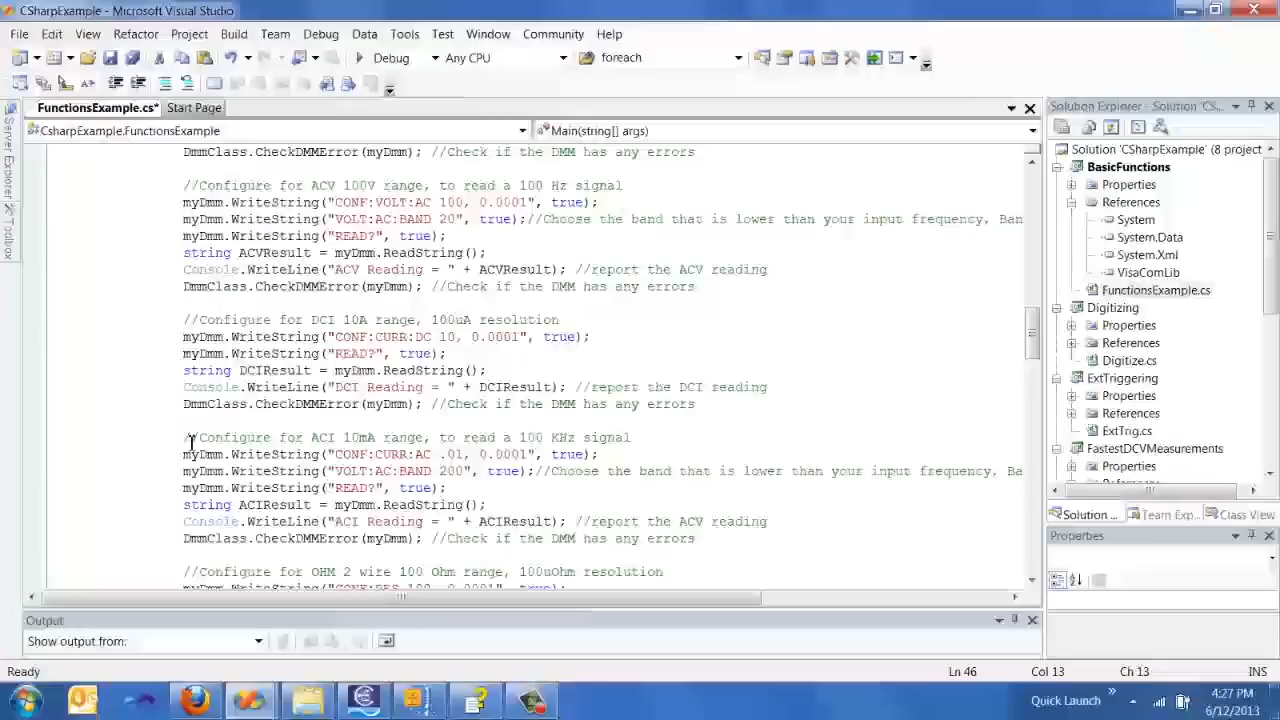 CSharpExample - Microsoft Visual Studio
File Edit View Refactor Project Build Team Debug Data Tools Test Window Community Help
Debug Any CPU foreach
FunctionsExample.cs* Start Page
CsharpExample.FunctionsExample Main(string[] args)
DmmClass.CheckDMMError(myDmm); //Check if the DMM has any errors
//Configure for ACV 100V range, to read a 100 Hz signal
myDmm.WriteString("CONF:VOLT:AC 100, 0.0001", true);
myDmm.WriteString("VOLT:AC:BAND 20", true);//Choose the band that is lower than your input frequency, Ban
myDmm.WriteString("READ?", true);
string ACVResult = myDmm.ReadString();
Console.WriteLine("ACV Reading = " + ACVResult); //report the ACV reading
DmmClass.CheckDMMError(myDmm); //Check if the DMM has any errors
//Configure for DCI 10A range, 100uA resolution
myDmm.WriteString("CONF:CURR:DC 10, 0.0001", true);
myDmm.WriteString("READ?", true);
string DCIResult = myDmm.ReadString();
Console.WriteLine("DCI Reading = " + DCIResult); //report the DCI reading
DmmClass.CheckDMMError(myDmm); //Check if the DMM has any errors
//Configure for ACI 10mA range, to read a 100 KHz signal
myDmm.WriteString("CONF:CURR:AC .01, 0.0001", true);
myDmm.WriteString("VOLT:AC:BAND 200", true);//Choose the band that is lower than your input frequency, Ba
myDmm.WriteString("READ?", true);
string ACIResult = myDmm.ReadString();
Console.WriteLine("ACI Reading = " + ACIResult); //report the ACV reading
DmmClass.CheckDMMError(myDmm); //Check if the DMM has any errors
//Configure for OHM 2 wire 100 Ohm range, 100uOhm resolution
Server Explorer
Toolbox
Solution Explorer - Solution 'CS...
Solution 'CSharpExample' (8 project
BasicFunctions
Properties
References
System
System.Data
System.Xml
VisaComLib
FunctionsExample.cs
Digitizing
Properties
References
Digitize.cs
ExtTriggering
Properties
References
ExtTrig.cs
FastestDCVMeasurements
Properties
Solution ... Team Exp... Class View
Properties
Output
Show output from:
Ready Ln 46 Col 13 Ch 13 INS
Quick Launch 4:27 PM
6/12/2013